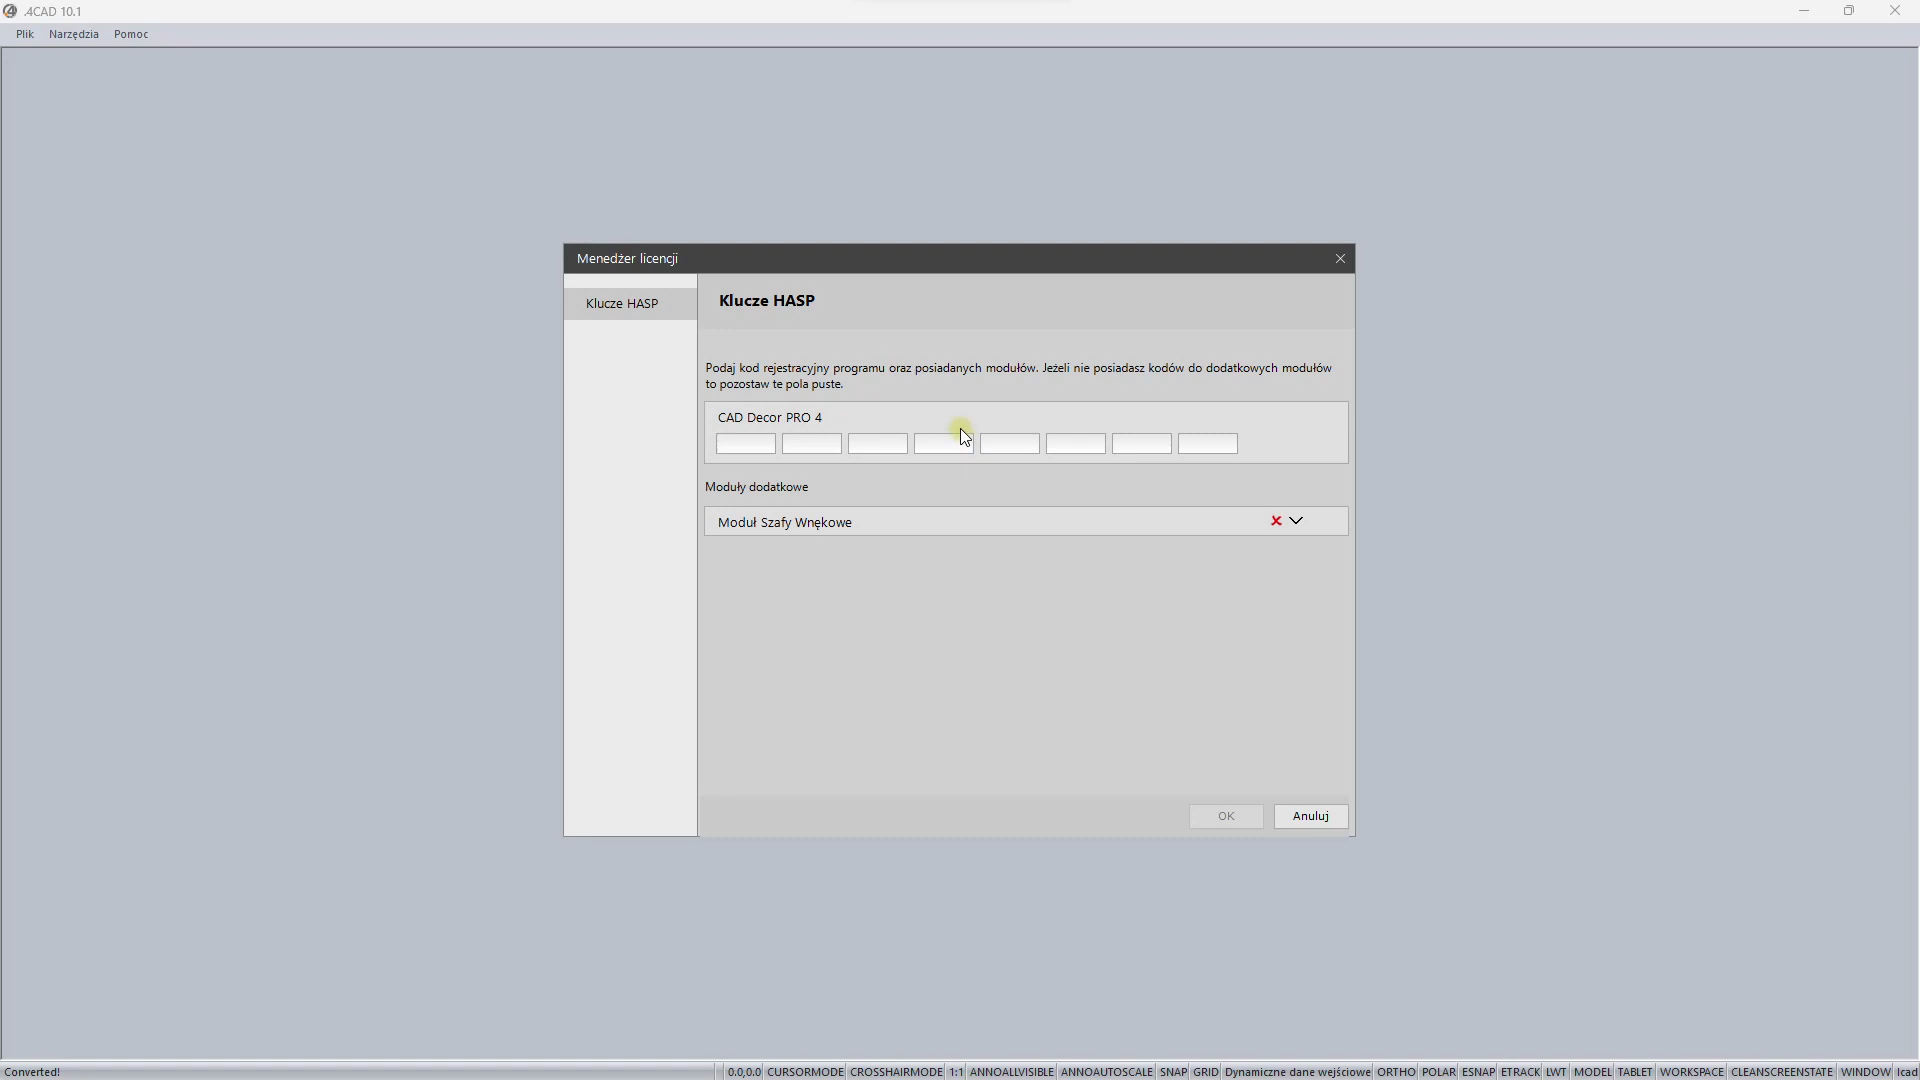 .4CAD 10.1
Plik Narzędzia Pomoc
Menedżer licencji
Klucze HASP
Klucze HASP
Podaj kod rejestracyjny programu oraz posiadanych modułów. Jeżeli nie posiadasz kodów do dodatkowych modułów
to pozostaw te pola puste.
CAD Decor PRO 4
Moduły dodatkowe
Moduł Szafy Wnękowe
OK Anuluj
Converted! 0.0,0.0 CURSORMODE CROSSHAIRMODE 1:1 ANNOALLVISIBLE ANNOAUTOSCALE SNAP GRID Dynamiczne dane wejściowe ORTHO POLAR ESNAP ETRACK LWT MODEL TABLET WORKSPACE CLEANSCREENSTATE WINDOW Icad